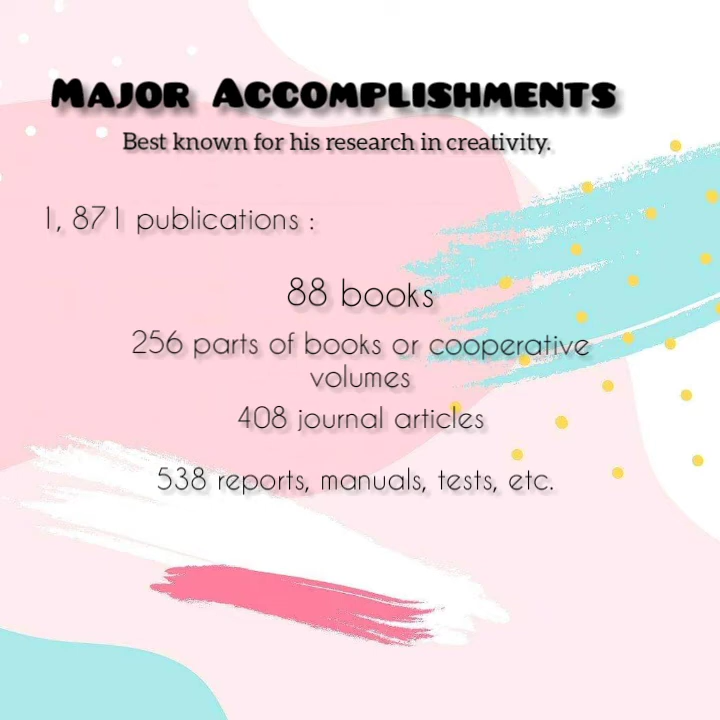 MAJOR ACCOMPLISHMENTS
Best known for his research in creativity.
1, 871 publications :
88 books
256 parts of books or cooperative
volumes
408 journal articles
538 reports, manuals, tests, etc.